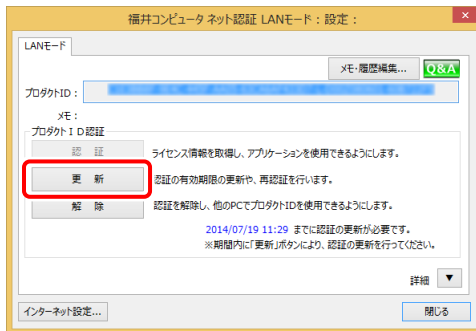 福井コンピュータ ネット認証 LANモード：設定：
LANモード
メモ・履歴編集...
Q&A
プロダクトID：
メモ：
プロダクトＩＤ認証
認　証
ライセンス情報を取得し、アプリケーションを使用できるようにします。
更　新
認証の有効期限の更新や、再認証を行います。
解　除
認証を解除し、他のPCでプロダクトIDを使用できるようにします。
2014/07/19 11:29 までに認証の更新が必要です。
※期間内に「更新」ボタンにより、認証の更新を行ってください。
詳細 ▼
インターネット設定...
閉じる